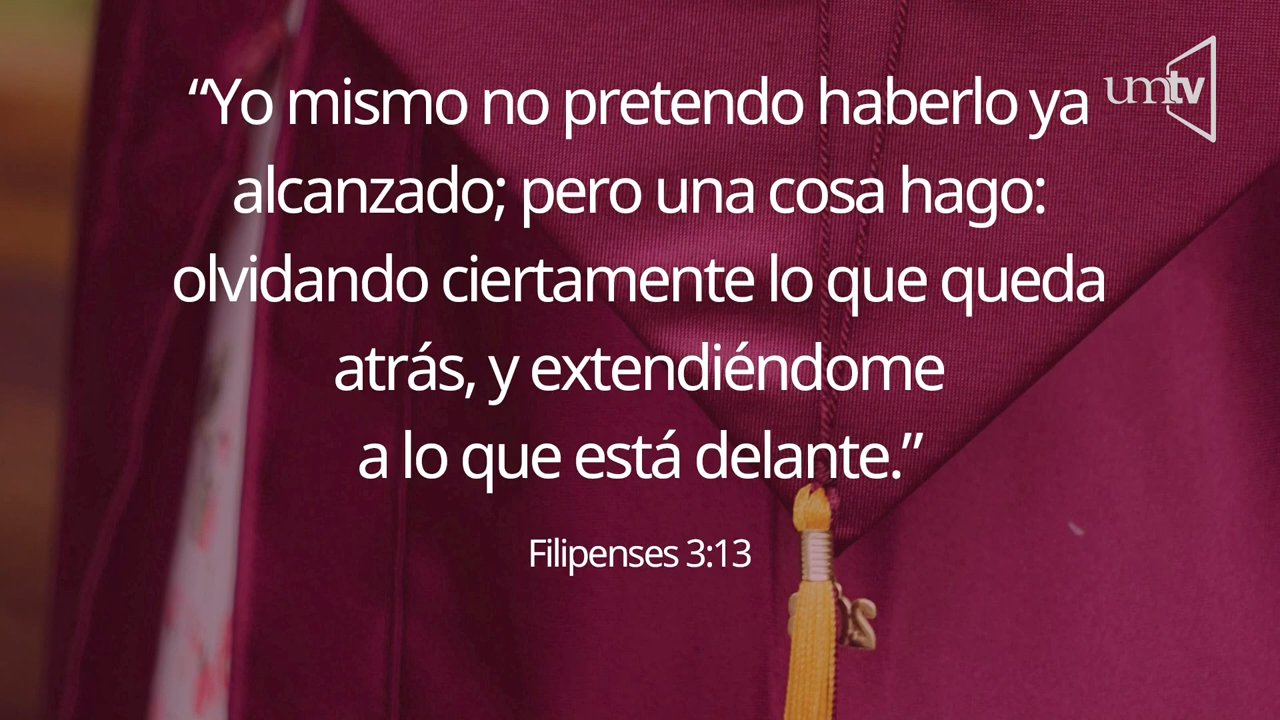 “Yo mismo no pretendo haberlo ya
alcanzado; pero una cosa hago:
olvidando ciertamente lo que queda
atrás, y extendiéndome
a lo que está delante.”
Filipenses 3:13
umtv